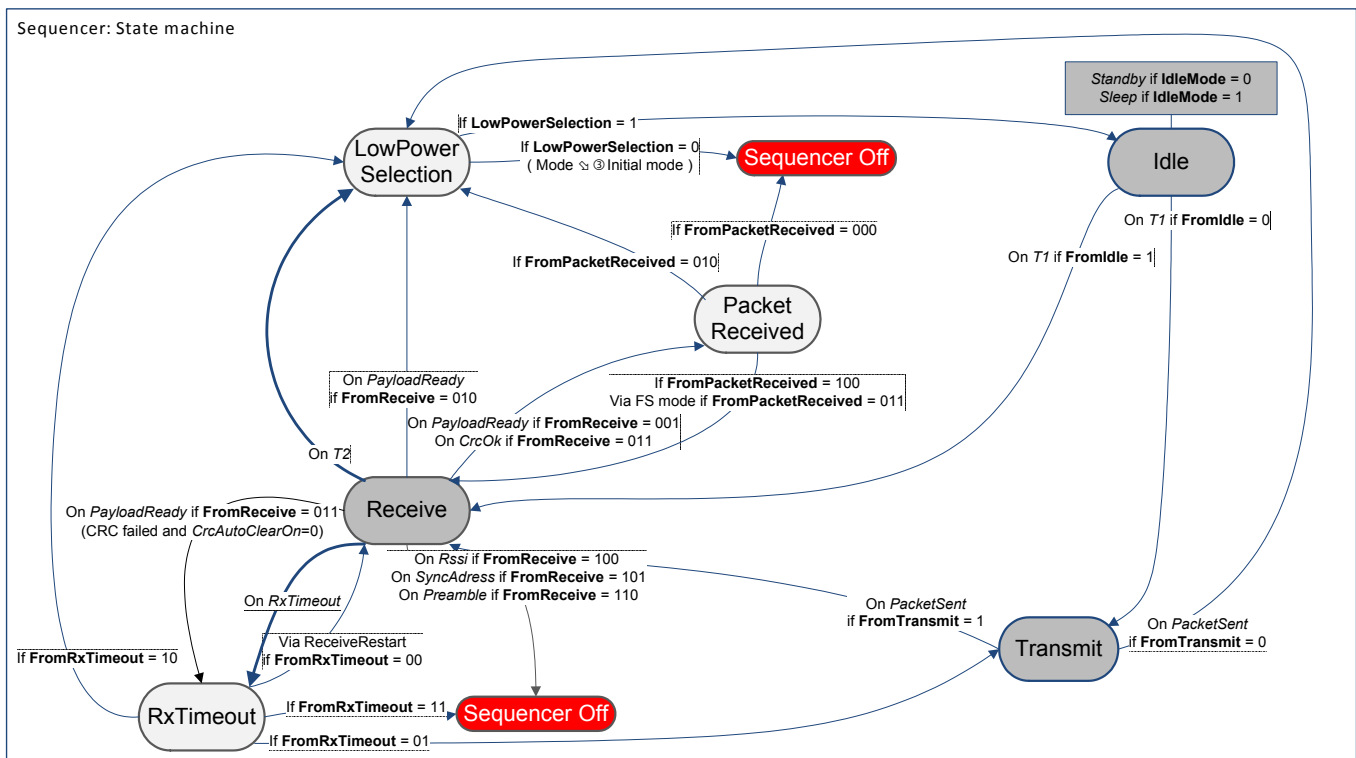 Sequencer: State machine
Standby if IdleMode = 0
Sleep if IdleMode = 1
If LowPowerSelection = 1
LowPower
Selection
If LowPowerSelection = 0
( Mode ⇘ ③ Initial mode )
Sequencer Off
Idle
On T1 if FromIdle = 0
If FromPacketReceived = 000
On T1 if FromIdle = 1
If FromPacketReceived = 010
Packet
Received
On PayloadReady
if FromReceive = 010
If FromPacketReceived = 100
Via FS mode if FromPacketReceived = 011
On PayloadReady if FromReceive = 001
On CrcOk if FromReceive = 011
On T2
Receive
On PayloadReady if FromReceive = 011
(CRC failed and CrcAutoClearOn=0)
On Rssi if FromReceive = 100
On SyncAdress if FromReceive = 101
On Preamble if FromReceive = 110
On RxTimeout
On PacketSent
if FromTransmit = 1
On PacketSent
if FromTransmit = 0
Via ReceiveRestart
if FromRxTimeout = 00
Transmit
If FromRxTimeout = 10
RxTimeout
If FromRxTimeout = 11
Sequencer Off
If FromRxTimeout = 01